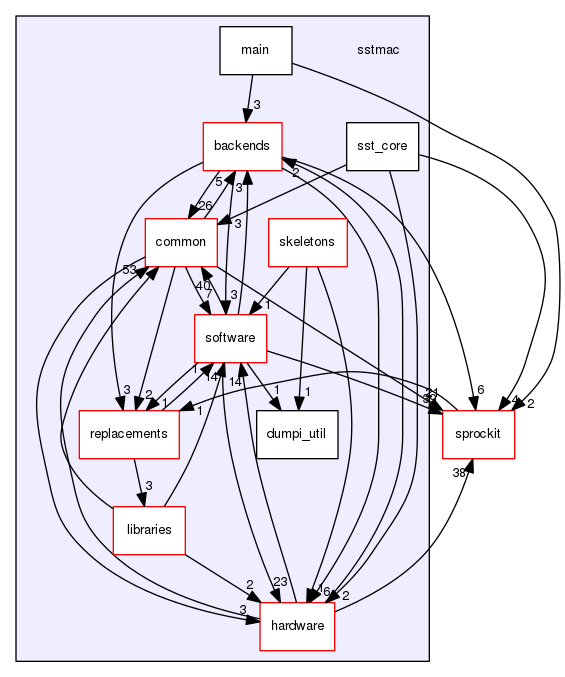 main
sstmac
3
backends
sst_core
2
5
3
26
3
common
skeletons
53
40
7
3
1
software
1
14
14
3
2
1
1
1
1
21
32
6
4
2
replacements
dumpi_util
sprockit
38
3
libraries
2
23
16
2
3
hardware